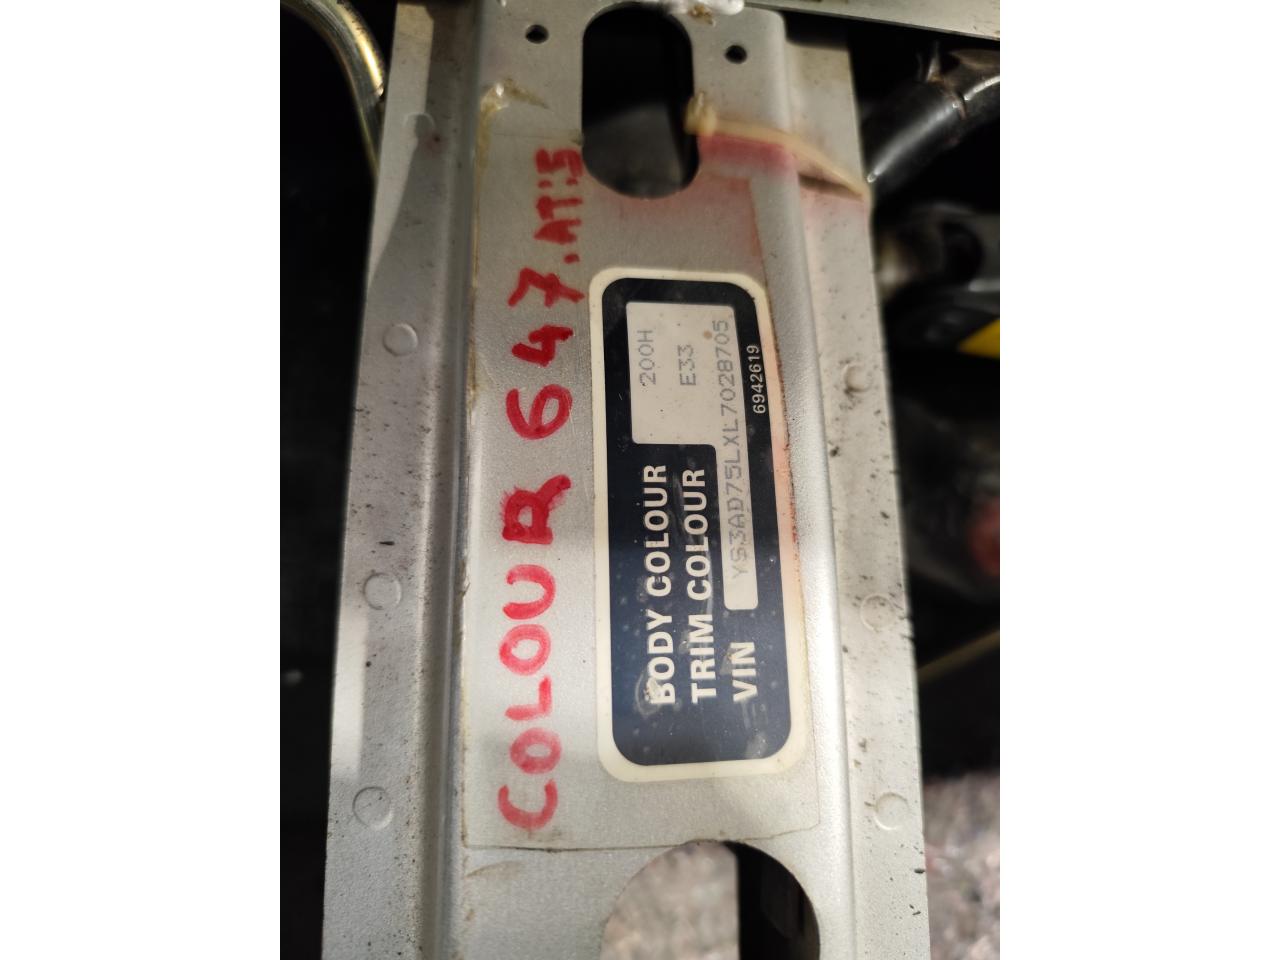 COLOUR 647. AT:5
BODY COLOUR 200H
TRIM COLOUR E33
VIN YS3AD75LXL7028705
6942619